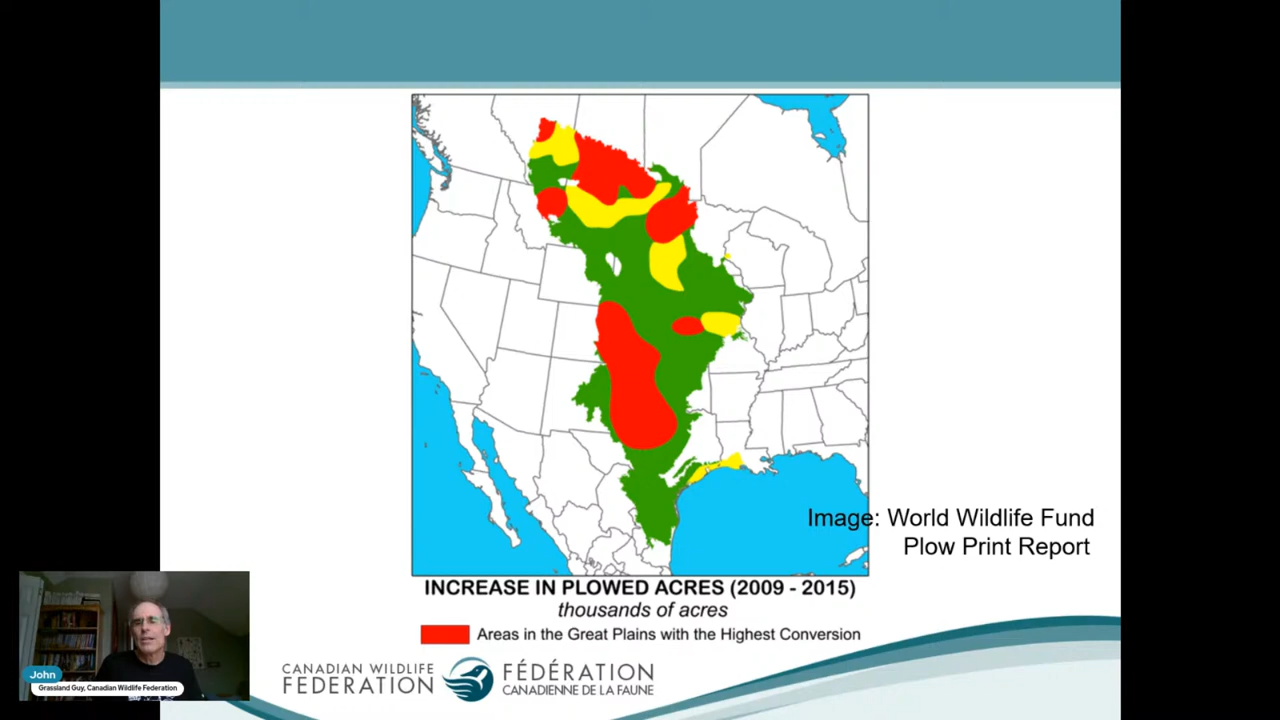 Image: World Wildlife Fund
Plow Print Report
INCREASE IN PLOWED ACRES (2009 - 2015)
thousands of acres
Areas in the Great Plains with the Highest Conversion
CANADIAN WILDLIFE
FEDERATION
FÉDÉRATION
CANADIENNE DE LA FAUNE
John
Grassland Guy, Canadian Wildlife Federation